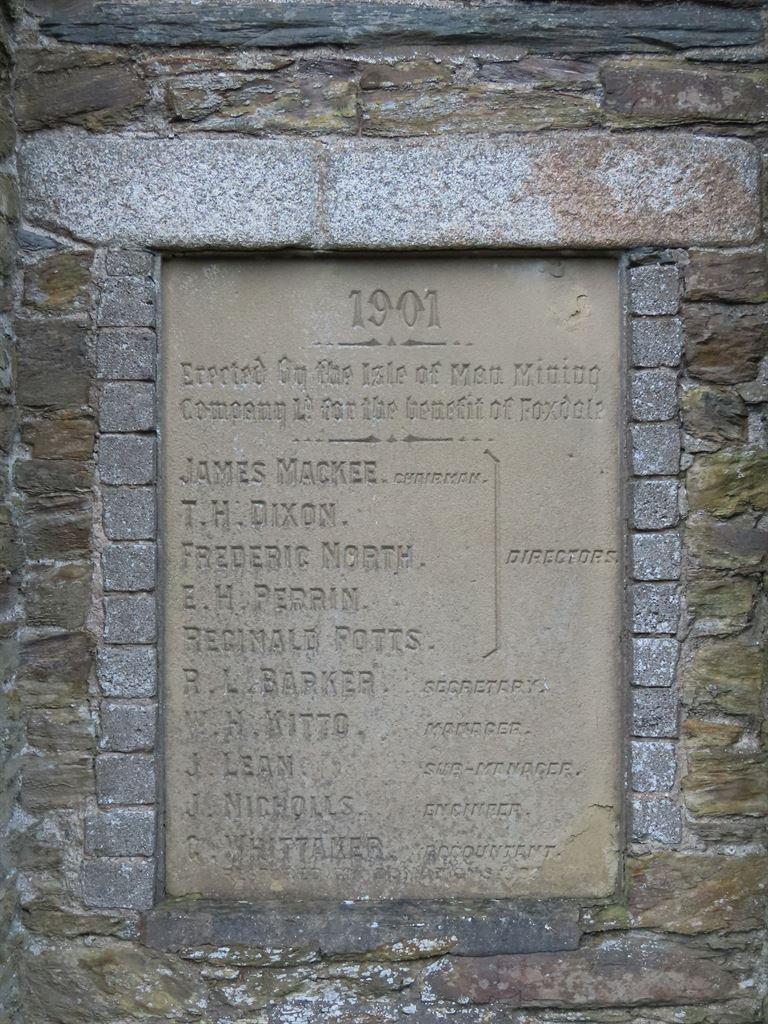 1901
Erected By the Isle of Man Mining
Company Ld for the benefit of Foxdale
JAMES MACKEE. CHAIRMAN.
T. H. DIXON.
FREDERIC NORTH. DIRECTORS.
E. H. PERRIN.
REGINALD POTTS.
R. L. BARKER. SECRETARY.
W. H. KITTO. MANAGER.
J. LEAN. SUB-MANAGER.
J. NICHOLLS. ENGINEER.
C. WHITTAKER. ACCOUNTANT.